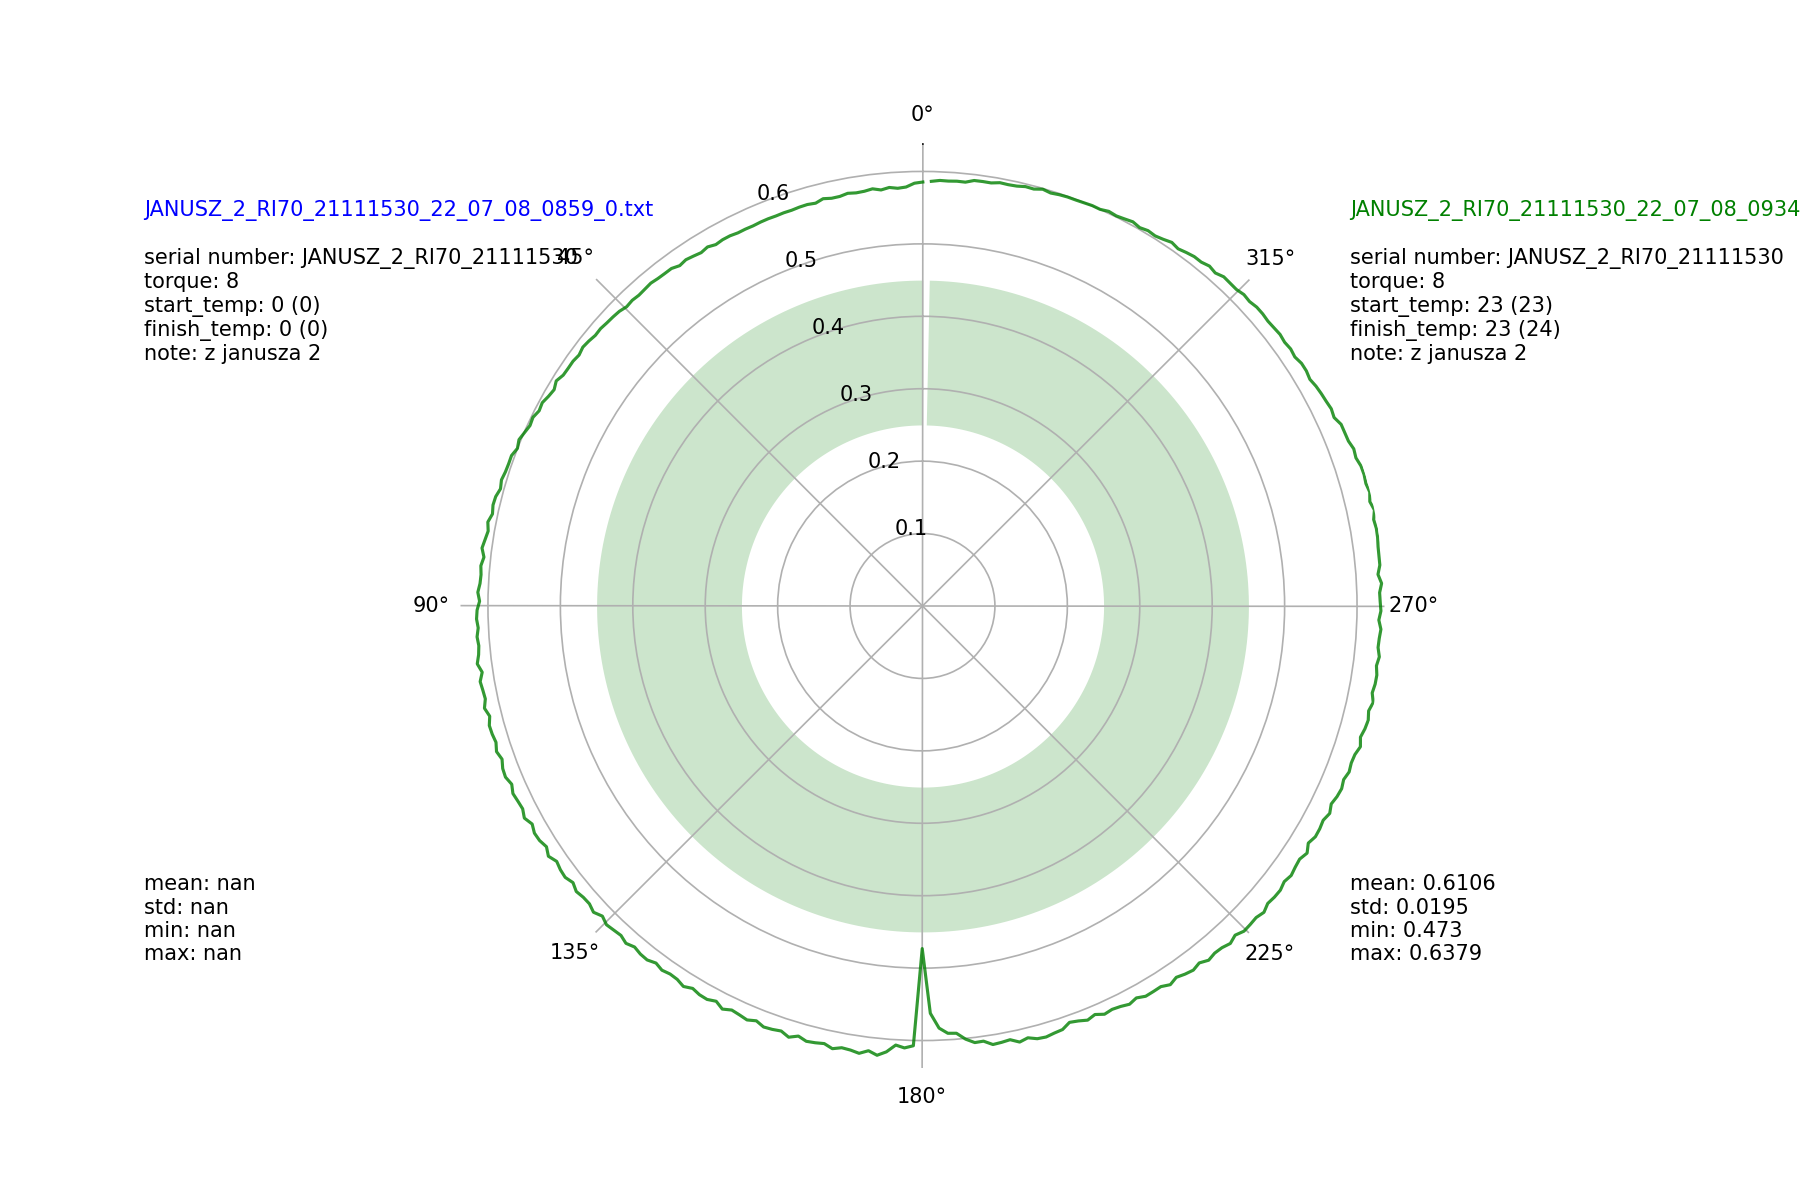 0°
JANUSZ_2_RI70_21111530_22_07_08_0859_0.txt
serial number: JANUSZ_2_RI70_21111530
torque: 8
start_temp: 0 (0)
finish_temp: 0 (0)
note: z janusza 2
45°
0.6
0.5
0.4
0.3
0.2
0.1
JANUSZ_2_RI70_21111530_22_07_08_0934
315°
serial number: JANUSZ_2_RI70_21111530
torque: 8
start_temp: 23 (23)
finish_temp: 23 (24)
note: z janusza 2
90°
270°
mean: nan
std: nan
min: nan
max: nan
135°
225°
mean: 0.6106
std: 0.0195
min: 0.473
max: 0.6379
180°